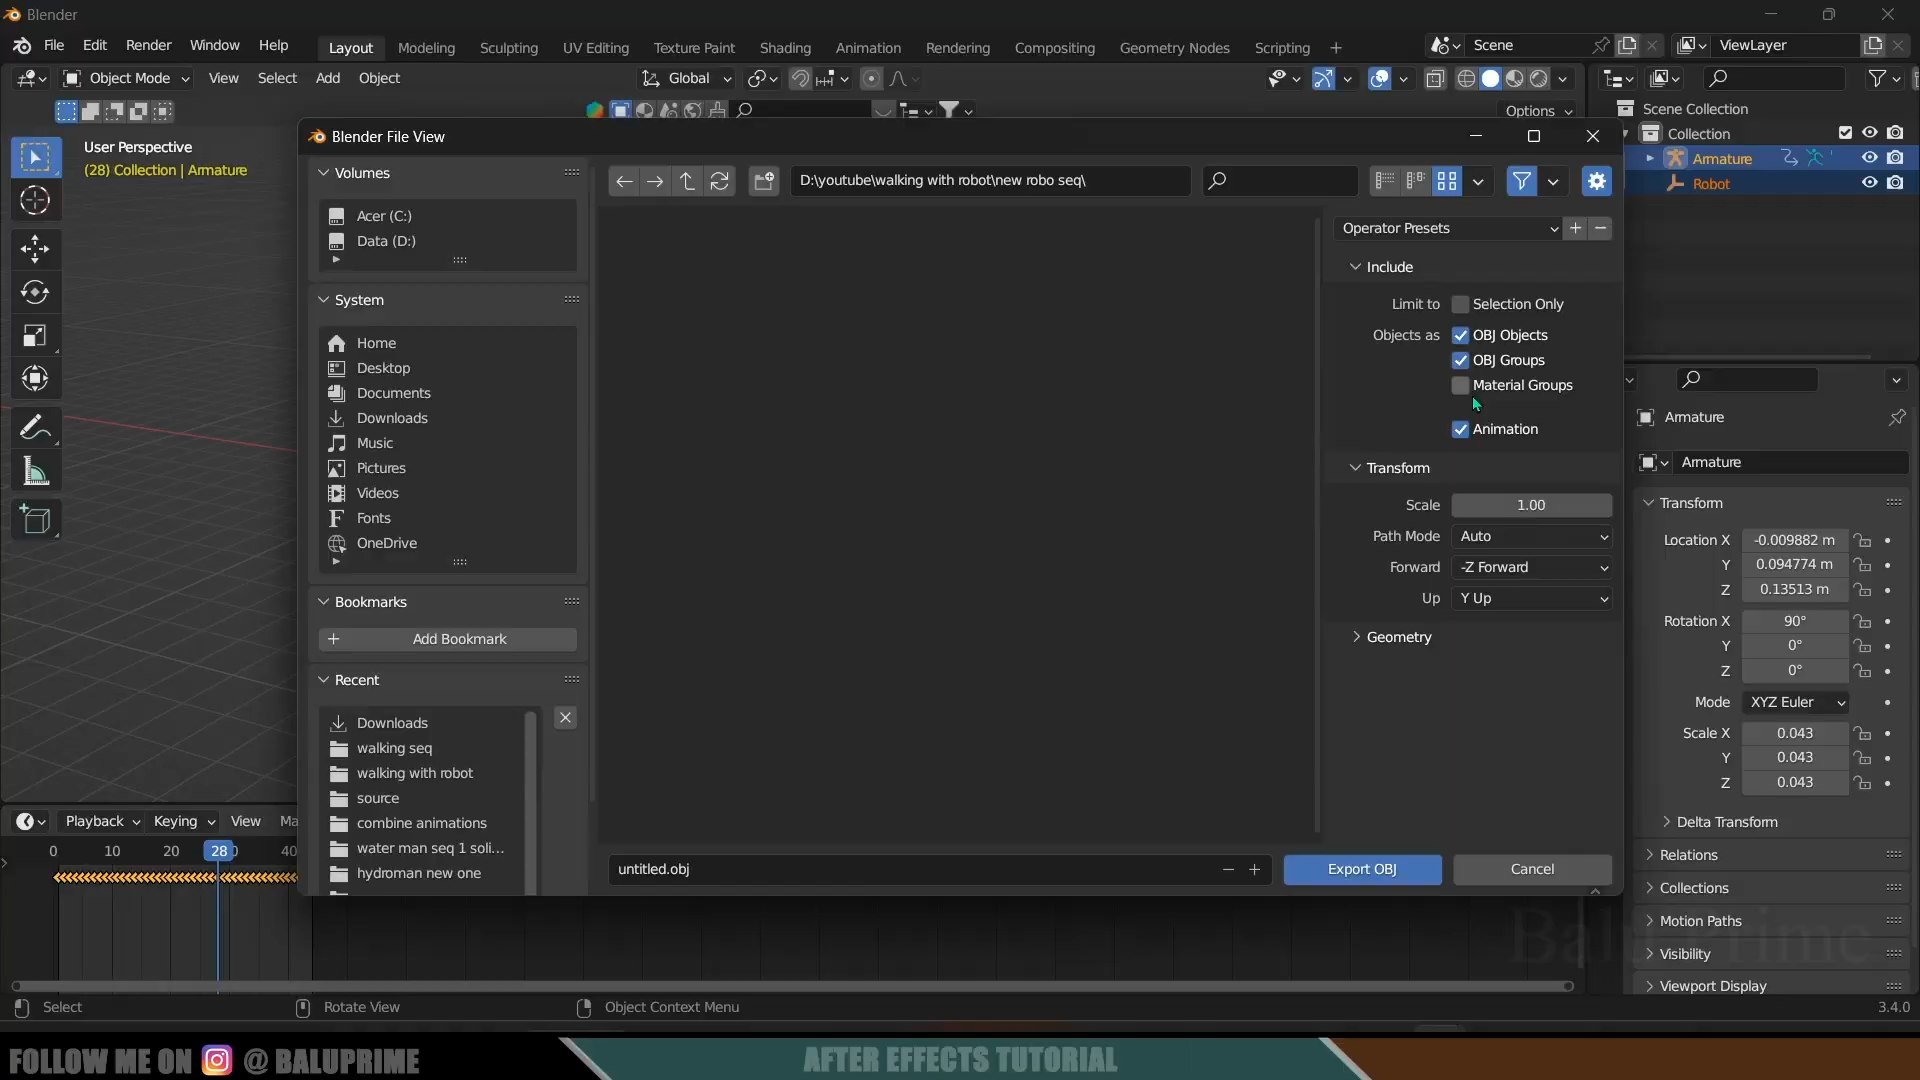 Blender
File Edit Render Window Help Layout Modeling Sculpting UV Editing Texture Paint Shading Animation Rendering Compositing Geometry Nodes Scripting + Scene ViewLayer
Object Mode View Select Add Object Global
Options
Scene Collection
Collection
Armature
Robot
User Perspective
(28) Collection | Armature
Blender File View
Volumes
Acer (C:)
Data (D:)
System
Home
Desktop
Documents
Downloads
Music
Pictures
Videos
Fonts
OneDrive
Bookmarks
Add Bookmark
Recent
Downloads
walking seq
walking with robot
source
combine animations
water man seq 1 soli...
hydroman new one
D:\youtube\walking with robot\new robo seq\
Operator Presets
Include
Limit to Selection Only
Objects as OBJ Objects
OBJ Groups
Material Groups
Animation
Transform
Scale 1.00
Path Mode Auto
Forward -Z Forward
Up Y Up
Geometry
untitled.obj
Export OBJ Cancel
Armature
Armature
Transform
Location X -0.009882 m
Y 0.094774 m
Z 0.13513 m
Rotation X 90°
Y 0°
Z 0°
Mode XYZ Euler
Scale X 0.043
Y 0.043
Z 0.043
Delta Transform
Relations
Collections
Motion Paths
Visibility
Viewport Display
Playback Keying View Ma
0 10 20 28 40
Select Rotate View Object Context Menu 3.4.0
FOLLOW ME ON @ BALUPRIME AFTER EFFECTS TUTORIAL